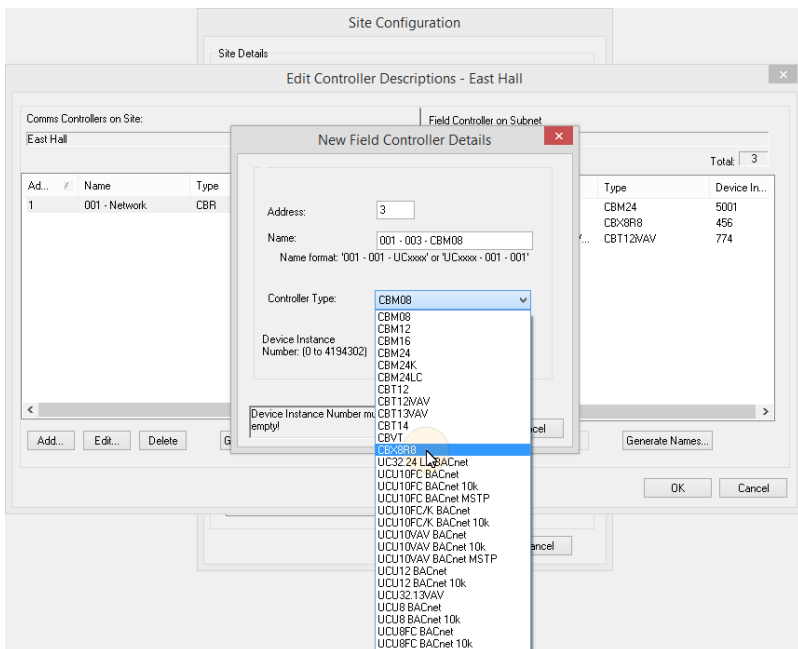 Site Configuration
Site Details
Edit Controller Descriptions - East Hall
Comms Controllers on Site:
Field Controller on Subnet
East Hall
Total: 3
Ad... Name Type
1 001 - Network CBR
Type Device In...
CBM24 5001
CBX8R8 456
CBT12iVAV 774
New Field Controller Details
Address: 3
Name: 001 - 003 - CBM08
Name format: '001 - 001 - UCxxxx' or 'UCxxxx - 001 - 001'
Controller Type: CBM08
Device Instance
Number: (0 to 4194302)
Device Instance Number mu
empty!
CBM08
CBM12
CBM16
CBM24
CBM24K
CBM24LC
CBT12
CBT12iVAV
CBT13VAV
CBT14
CBVT
CBX8R8
UC32.24 BACnet
UCU10FC BACnet
UCU10FC BACnet 10k
UCU10FC BACnet MSTP
UCU10FC/K BACnet
UCU10FC/K BACnet 10k
UCU10VAV BACnet
UCU10VAV BACnet 10k
UCU10VAV BACnet MSTP
UCU12 BACnet
UCU12 BACnet 10k
UCU32.13VAV
UCU8 BACnet
UCU8 BACnet 10k
UCU8FC BACnet
UCU8FC BACnet 10k
cel
Add... Edit... Delete G
Generate Names...
OK Cancel
ancel